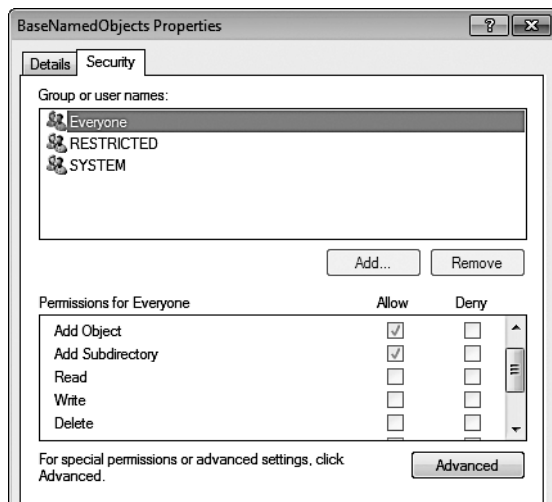 BaseNamedObjects Properties
Details Security
Group or user names:
Everyone
RESTRICTED
SYSTEM
Add... Remove
Permissions for Everyone Allow Deny
Add Object
Add Subdirectory
Read
Write
Delete
For special permissions or advanced settings, click
Advanced.
Advanced